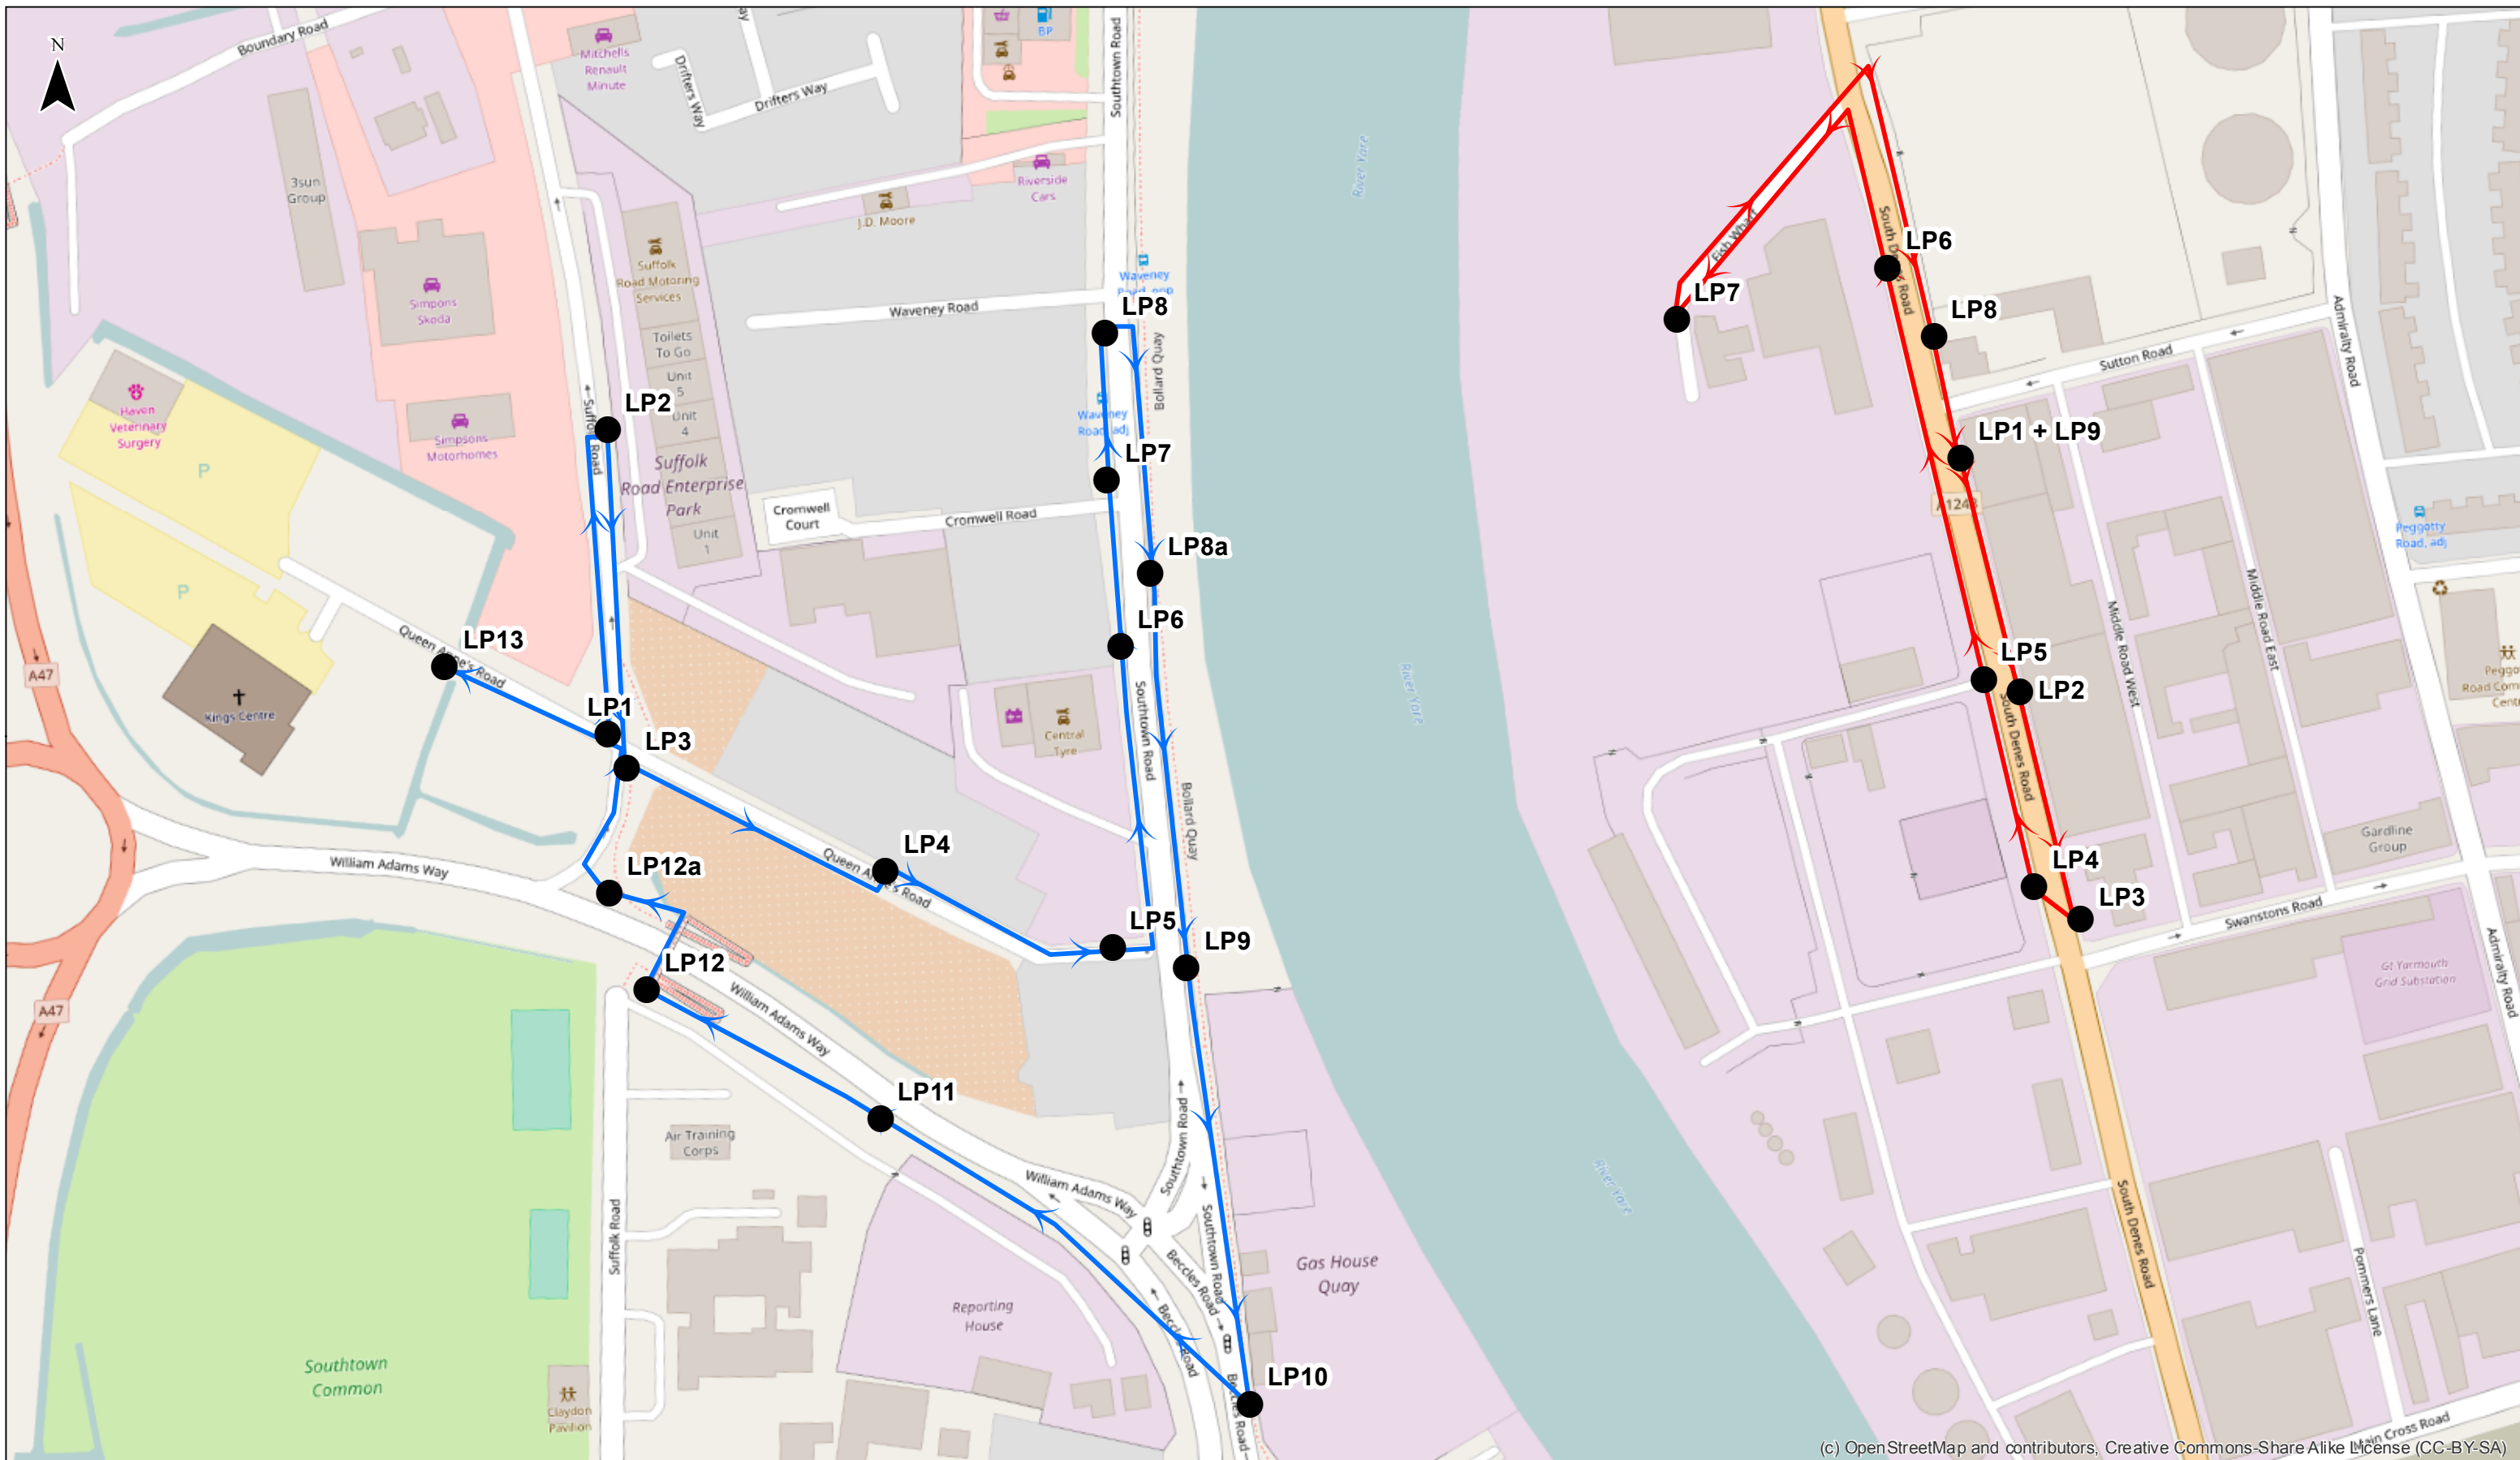 N
Boundary Road
Mitchells
Renault
Minute
Drifters Way
Drifters Way
Southtown Road
BP
3sun
Group
J.D. Moore
Riverside
Cars
Simpons
Skoda
Suffolk
Road Motoring
Services
Toilets
To Go
Unit
5
Unit
4
Suffolk
Road Enterprise
Park
Unit
1
Waveney Road
Waveney
LP8
Bollard Quay
Waveney
Road, adj
LP7
Haven
Veterinary
Surgery
P
P
Simpsons
Motorhomes
LP2
Suffolk Road
Cromwell
Court
Cromwell Road
LP8a
LP6
Queen Anne's Road
LP13
Kings Centre
LP1
LP3
Southtown Road
Central
Tyre
Bollard Quay
A47
William Adams Way
LP12a
LP4
Queen Anne's Road
LP5
LP9
LP12
William Adams Way
A47
LP11
Air Training
Corps
William Adams Way
Southtown Road
Southtown Road
Beccles Road
Beccles Road
Beccles Road
Suffolk Road
Reporting
House
Gas House
Quay
Southtown
Common
Claydon
Pavilion
LP10
River Yare
River Yare
River Yare
Fish Wharf
LP7
South Denes Road
LP6
LP8
Sutton Road
Admiralty Road
LP1 + LP9
Peggotty
Road, adj
Middle Road West
Middle Road East
LP5
LP2
South Denes Road
LP4
LP3
Gardline
Group
Swanstons Road
Gt Yarmouth
Grid Substation
Admiralty Road
South Denes Road
Pommers Lane
Main Cross Road
(c) OpenStreetMap and contributors, Creative Commons-Share Alike License (CC-BY-SA)